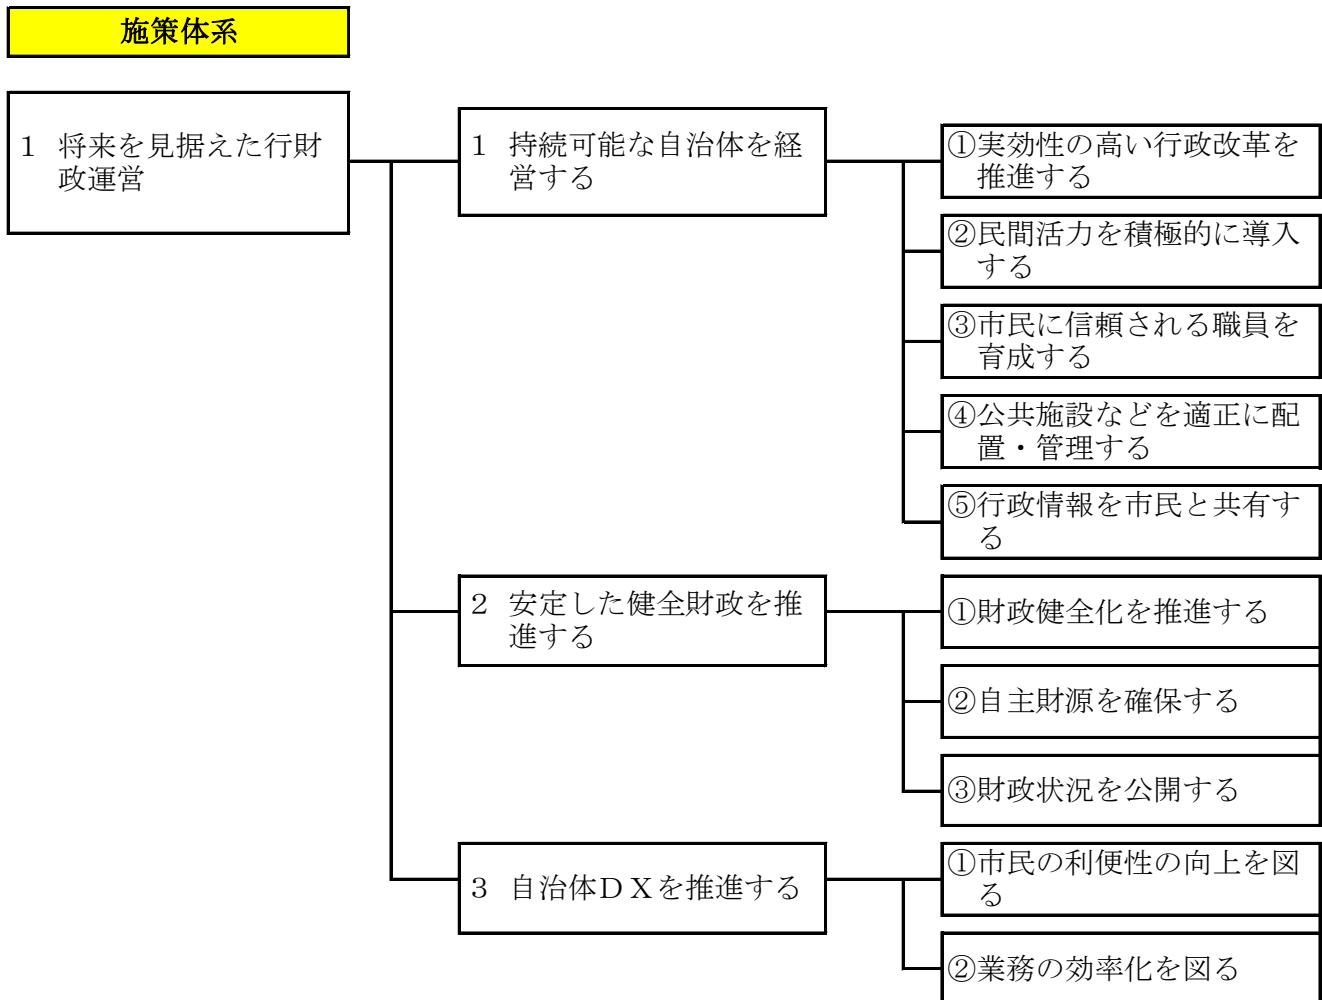 施策体系
１ 将来を見据えた行財
政運営
１ 持続可能な自治体を経
営する
①実効性の高い行政改革を
推進する
②民間活力を積極的に導入
する
③市民に信頼される職員を
育成する
④公共施設などを適正に配
置・管理する
⑤行政情報を市民と共有す
る
２ 安定した健全財政を推
進する
①財政健全化を推進する
②自主財源を確保する
③財政状況を公開する
３ 自治体ＤＸを推進する
①市民の利便性の向上を図
る
②業務の効率化を図る